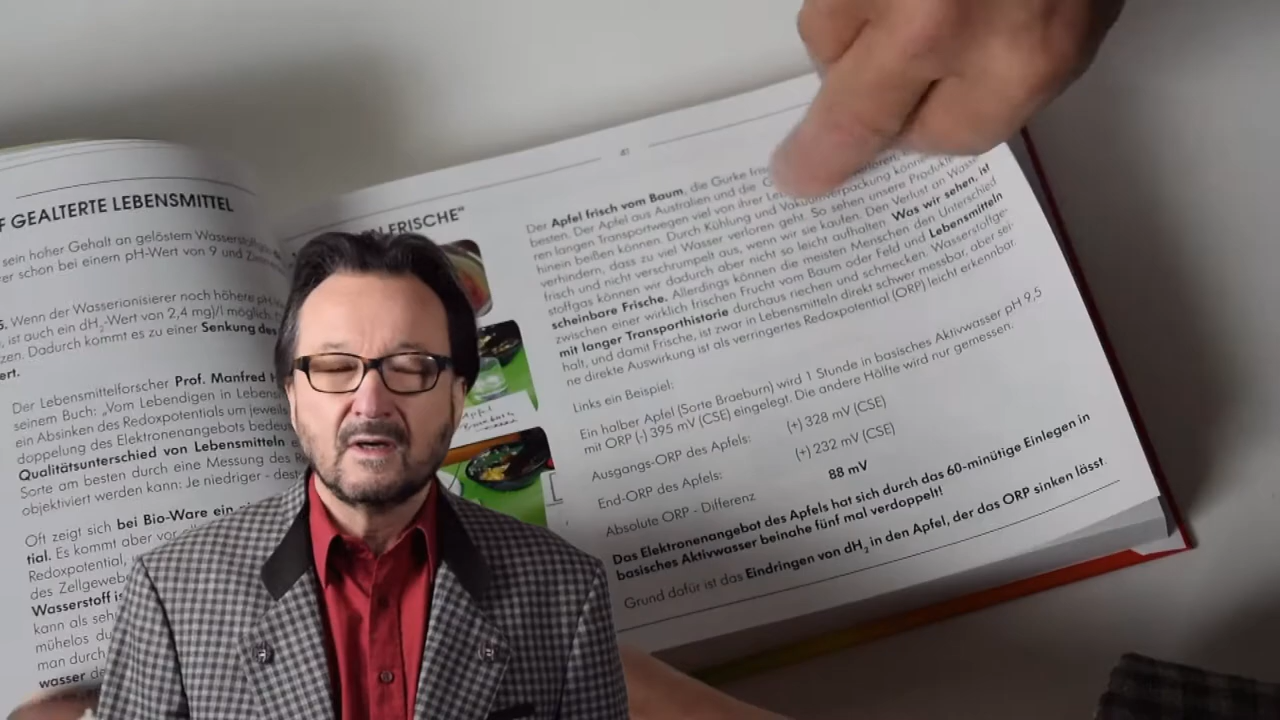 F GEALTERTE LEBENSMITTEL
sein hoher Gehalt an gelöstem
er schon bei einem pH-Wert von 9 und
5. Wenn der Wasserionisierer noch höhere
ist auch ein dH2-Wert von 2,4 mg/l möglich
zen. Dadurch kommt es zu einer Senkung des
ert.
Der Lebensmittelforscher Prof. Manfred
seinem Buch: „Vom Lebendigen in
ein Absinken des Redoxpotentials um jeweils
doppelung des Elektronenangebots
Qualitätsunterschied von Lebensmitteln
Sorte am besten durch eine Messung des
objektiviert werden kann: Je niedriger - desto
Oft zeigt sich bei Bio-Ware ein
tial. Es kommt aber
Redoxpotential,
des
Wasserstoff
kann als
mühelos
man durch
wasser
FRISCHE“
41
Der Apfel frisch vom Baum, die Gurke
besten. Der Apfel aus Australien und die
ren langen Transportwegen viel von ihrer
hinein beißen können. Durch Kühlung und Vakuumverpackung
verhindern, dass zu viel Wasser verloren geht. So sehen unsere Produkte
frisch und nicht verschrumpelt aus, wenn wir sie kaufen. Den Verlust an
stoffgas können wir dadurch aber nicht so leicht aufhalten. Was wir sehen, ist
scheinbare Frische. Allerdings können die meisten Menschen den Unterschied
zwischen einer wirklich frischen Frucht vom Baum oder Feld und Lebensmitteln
mit langer Transporthistorie durchaus riechen und schmecken. Wasserstoffge-
halt, und damit Frische, ist zwar in Lebensmitteln direkt schwer messbar, aber sei-
ne direkte Auswirkung ist als verringertes Redoxpotential (ORP) leicht erkennbar.
Links ein Beispiel:
Ein halber Apfel (Sorte Braeburn) wird 1 Stunde in basisches Aktivwasser pH 9,5
mit ORP (-) 395 mV (CSE) eingelegt. Die andere Hälfte wird nur gemessen.
Ausgangs-ORP des Apfels: (+) 328 mV (CSE)
End-ORP des Apfels: (+) 232 mV (CSE)
Absolute ORP - Differenz 88 mV
Das Elektronenangebot des Apfels hat sich durch das 60-minütige Einlegen in
basisches Aktivwasser beinahe fünf mal verdoppelt!
Grund dafür ist das Eindringen von dH2 in den Apfel, der das ORP sinken lässt.